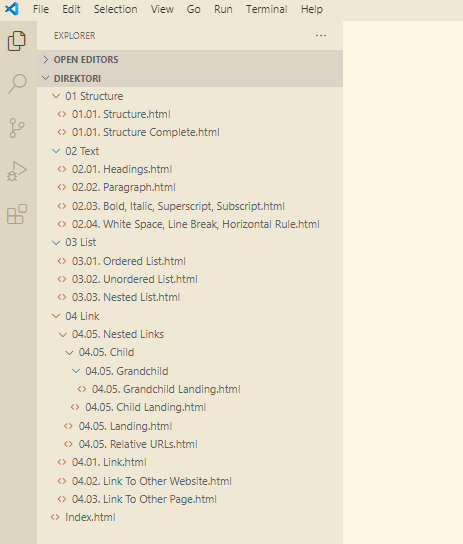 File Edit Selection View Go Run Terminal Help
EXPLORER ...
OPEN EDITORS
DIREKTORI
01 Structure
01.01. Structure.html
01.01. Structure Complete.html
02 Text
02.01. Headings.html
02.02. Paragraph.html
02.03. Bold, Italic, Superscript, Subscript.html
02.04. White Space, Line Break, Horizontal Rule.html
03 List
03.01. Ordered List.html
03.02. Unordered List.html
03.03. Nested List.html
04 Link
04.05. Nested Links
04.05. Child
04.05. Grandchild
04.05. Grandchild Landing.html
04.05. Child Landing.html
04.05. Landing.html
04.05. Relative URLs.html
04.01. Link.html
04.02. Link To Other Website.html
04.03. Link To Other Page.html
Index.html